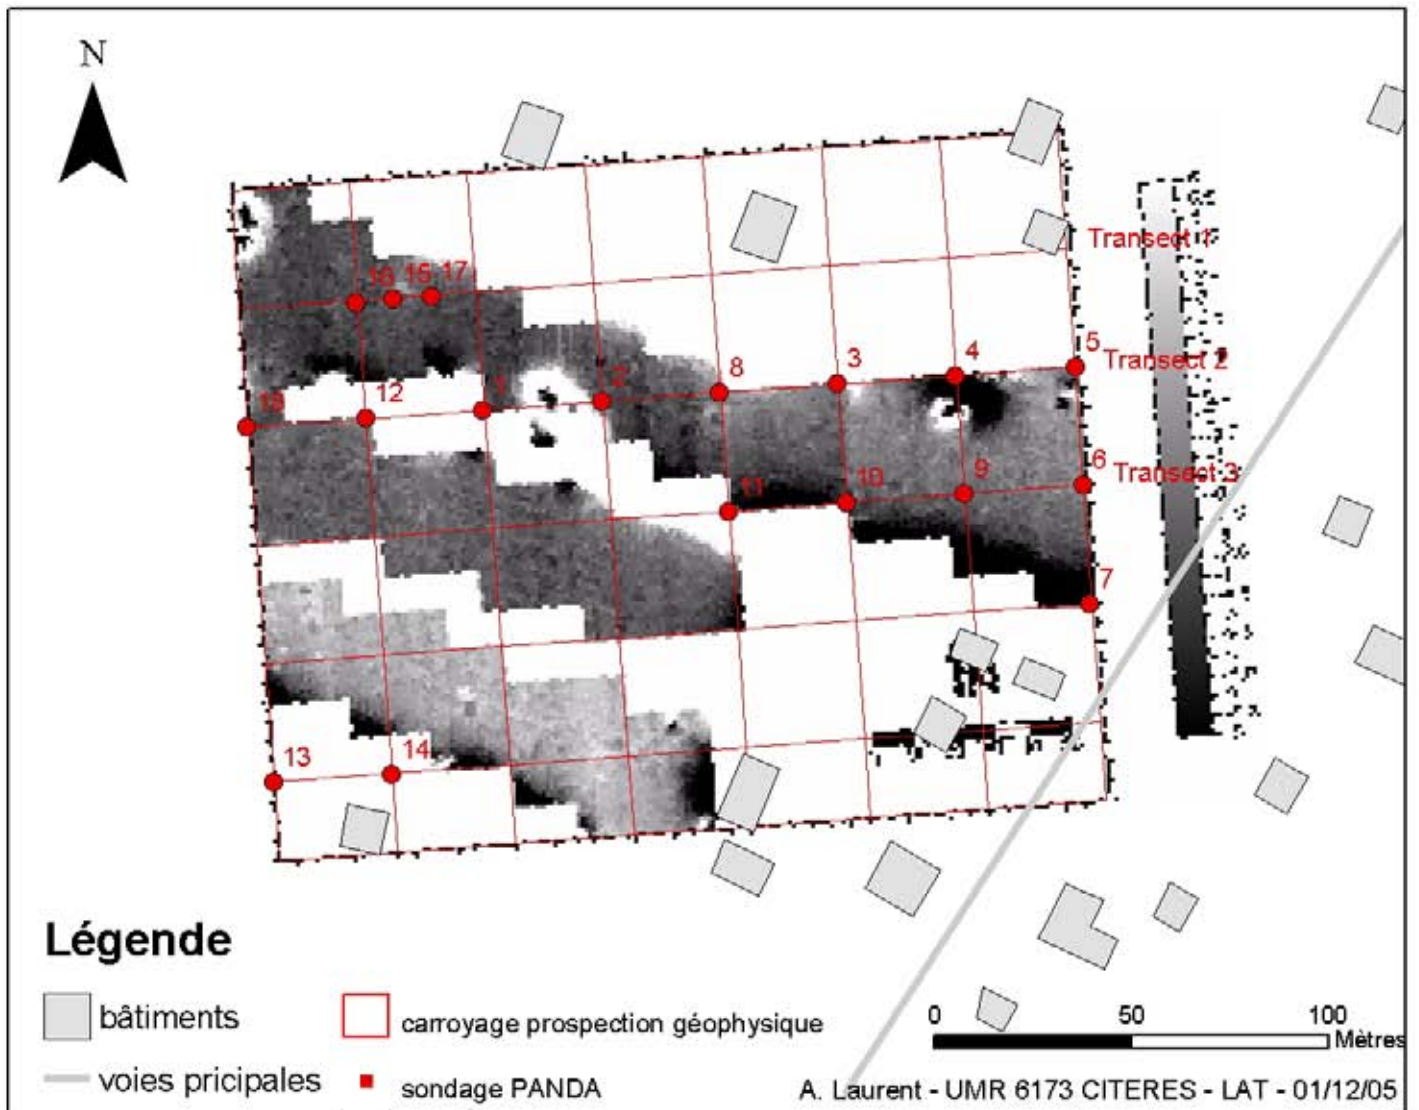 N
Transect 1
16 15 17
5
Transect 2
4
3
8
2
1
12
6
Transect 3
9
10
11
7
13
14
Légende
bâtiments
carroyage prospection géophysique
voies pricipales
sondage PANDA
0 50 100
Mètres
A. Laurent - UMR 6173 CITERES - LAT - 01/12/05